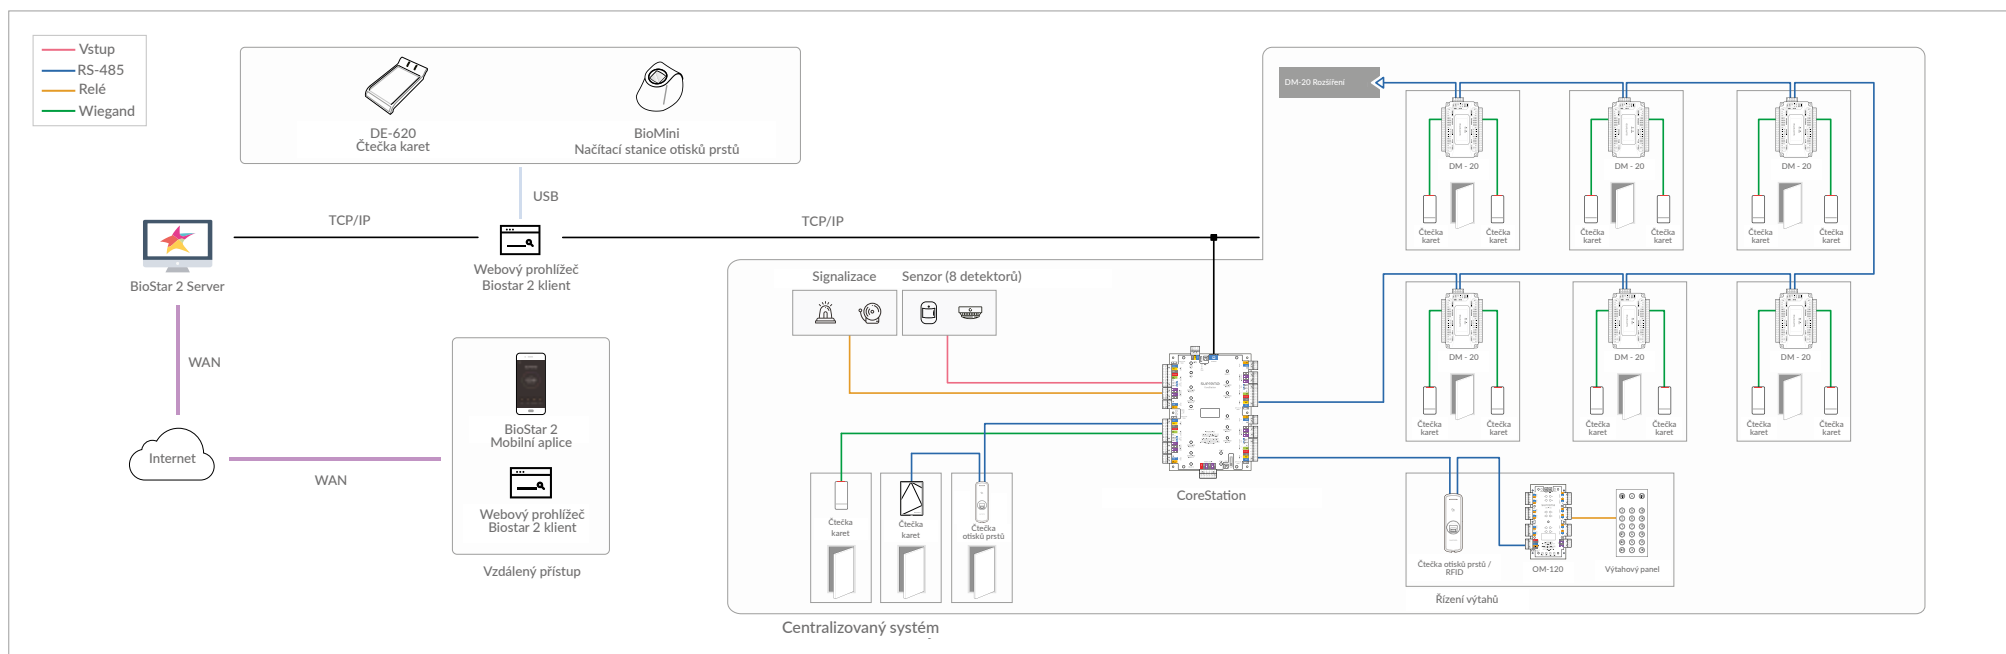 Vstup
RS-485
Relé
Wiegand
DE-620
Čtečka karet
BioMini
Načítací stanice otisků prstů
USB
TCP/IP
TCP/IP
BioStar 2 Server
Webový prohlížeč
Biostar 2 klient
WAN
Internet
WAN
BioStar 2
Mobilní aplice
Webový prohlížeč
Biostar 2 klient
Vzdálený přístup
Signalizace
Senzor (8 detektorů)
CoreStation
Čtečka
karet
Čtečka
karet
Čtečka
otisků prstů
Centralizovaný systém
DM-20 Rozšíření
DM - 20
DM - 20
DM - 20
Čtečka
karet
Čtečka
karet
Čtečka
karet
Čtečka
karet
Čtečka
karet
Čtečka
karet
DM - 20
DM - 20
DM - 20
Čtečka
karet
Čtečka
karet
Čtečka
karet
Čtečka
karet
Čtečka
karet
Čtečka
karet
Čtečka otisků prstů /
RFID
OM-120
Výtahový panel
Řízení výtahů